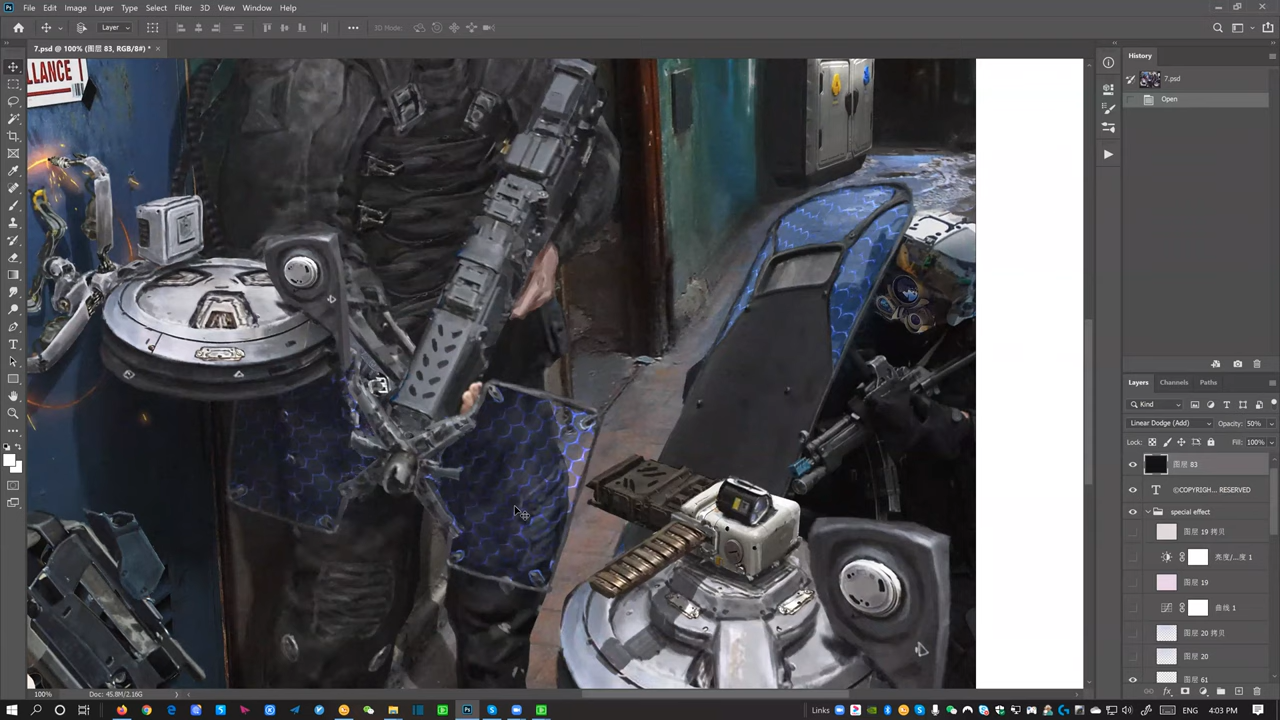 File Edit Image Layer Type Select Filter 3D View Window Help
Layer 3D Mode:
7.psd @ 100% (图层 83, RGB/8#) *
LLANCE
History
7.psd
Open
Layers Channels Paths
Kind
Linear Dodge (Add) Opacity: 50%
Lock: Fill: 100%
图层 83
©COPYRIGH... RESERVED
special effect
图层 19 拷贝
亮度/...度 1
图层 19
曲线 1
图层 20 拷贝
图层 20
图层 61
100% Doc: 45.8M/2.16G
Links 4:03 PM